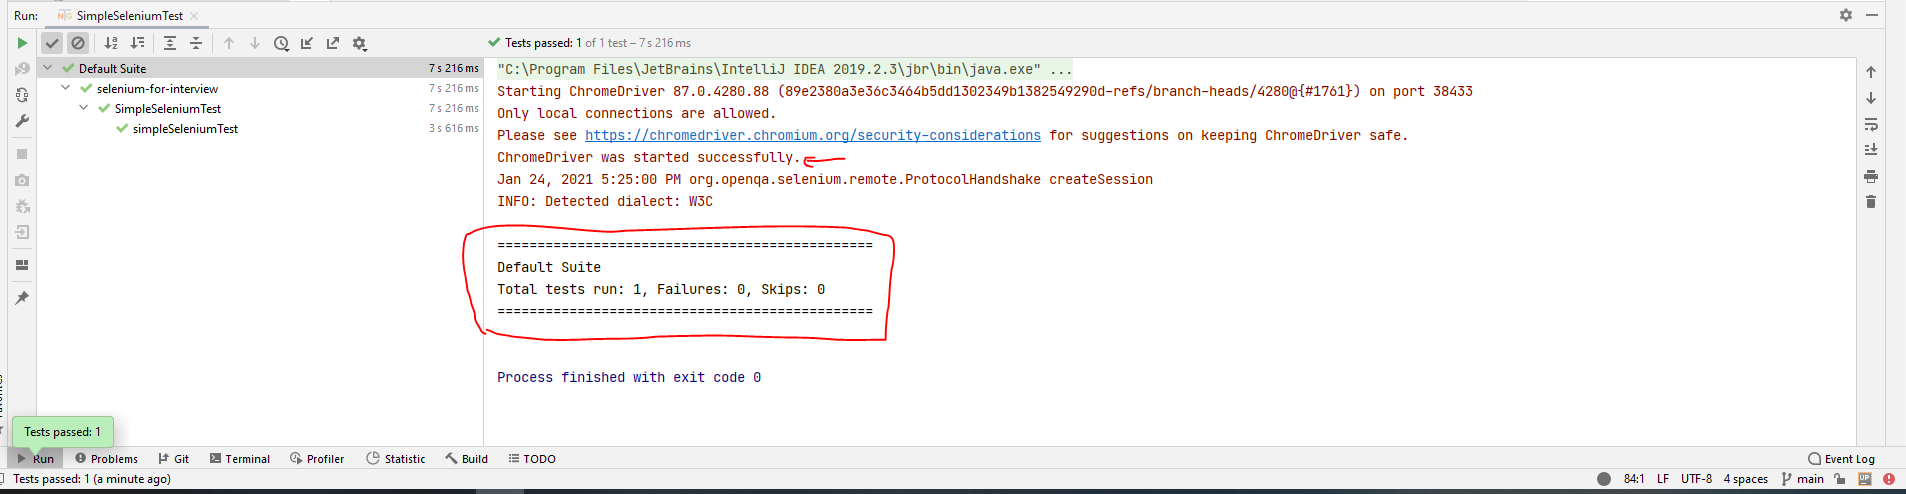 Run: SimpleSeleniumTest
Tests passed: 1 of 1 test – 7 s 216 ms
Default Suite 7 s 216 ms
selenium-for-interview 7 s 216 ms
SimpleSeleniumTest 7 s 216 ms
simpleSeleniumTest 3 s 616 ms
"C:\Program Files\JetBrains\IntelliJ IDEA 2019.2.3\jbr\bin\java.exe" ...
Starting ChromeDriver 87.0.4280.88 (89e2380a3e36c3464b5dd1302349b1382549290d-refs/branch-heads/4280@{#1761}) on port 38433
Only local connections are allowed.
Please see https://chromedriver.chromium.org/security-considerations for suggestions on keeping ChromeDriver safe.
ChromeDriver was started successfully.
Jan 24, 2021 5:25:00 PM org.openqa.selenium.remote.ProtocolHandshake createSession
INFO: Detected dialect: W3C
===============================================
Default Suite
Total tests run: 1, Failures: 0, Skips: 0
===============================================
Process finished with exit code 0
Tests passed: 1
Run Problems Git Terminal Profiler Statistic Build TODO Event Log
Tests passed: 1 (a minute ago) 84:1 LF UTF-8 4 spaces main